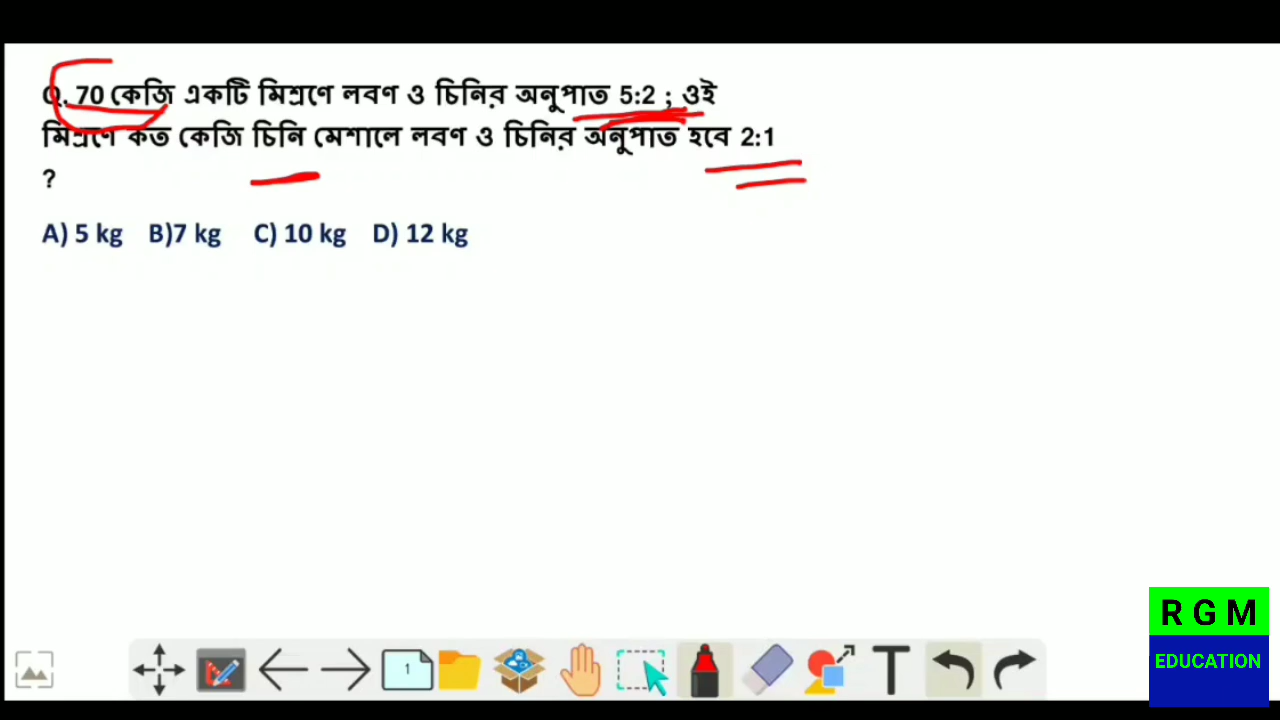 Q. 70 কেজি একটি মিশ্রণে লবণ ও চিনির অনুপাত 5:2 ; ওই
মিশ্রণে কত কেজি চিনি মেশালে লবণ ও চিনির অনুপাত হবে 2:1
?
A) 5 kg B)7 kg C) 10 kg D) 12 kg
1
T
R G M
EDUCATION